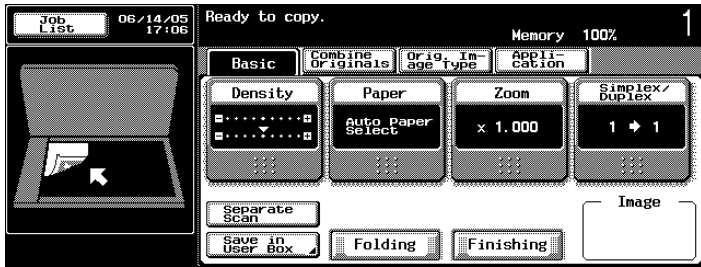 Job
List
06/14/05
17:06
Ready to copy.
Memory 100%
1
Basic
Combine
Originals
Orig. Im-
age Type
Appli-
cation
Density
Paper
Auto Paper
Select
Zoom
× 1.000
Simplex/
Duplex
1 ➔ 1
Separate
Scan
Save in
User Box
Folding
Finishing
Image